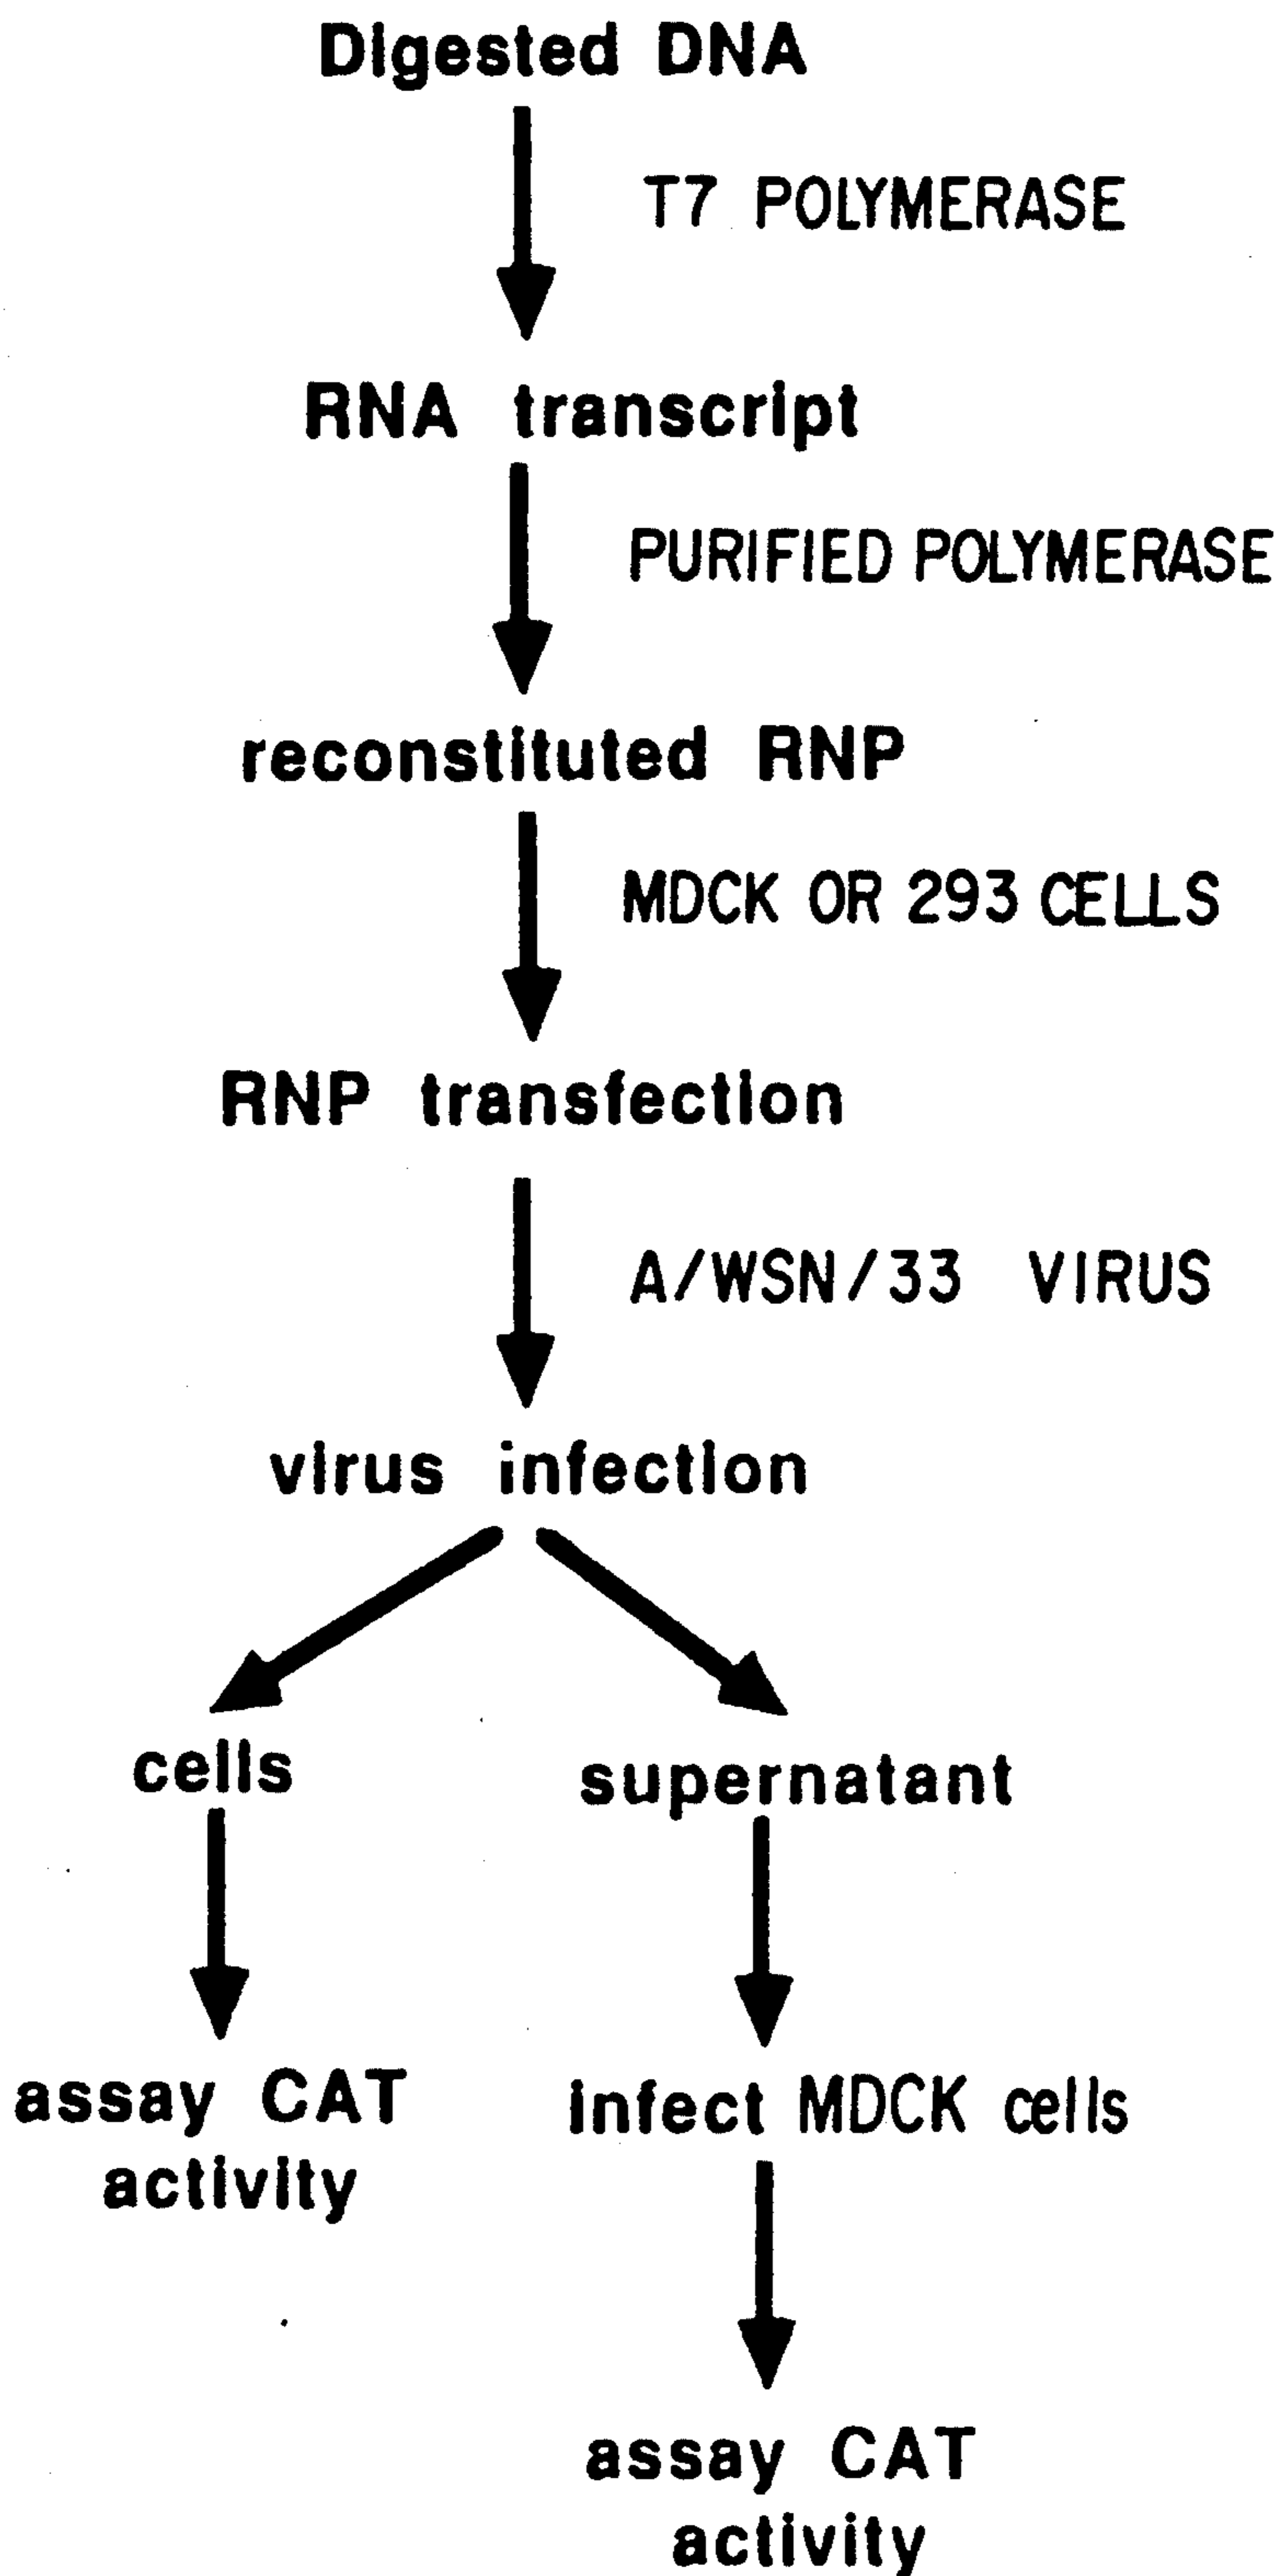 Digested DNA
T7 POLYMERASE
RNA transcript
PURIFIED POLYMERASE
reconstituted RNP
MDCK OR 293 CELLS
RNP transfection
A/WSN/33 VIRUS
virus infection
cells
supernatant
assay CAT
activity
infect MDCK cells
assay CAT
activity